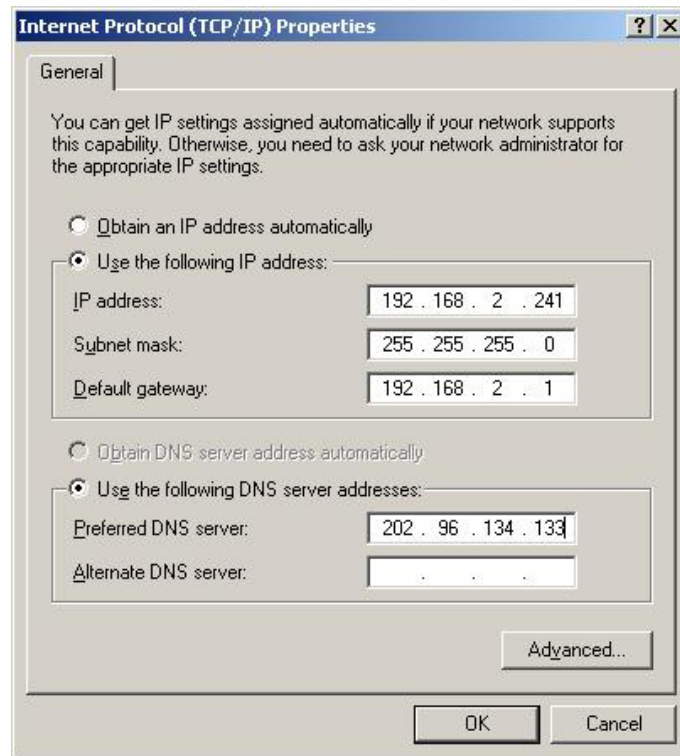 Internet Protocol (TCP/IP) Properties
General
You can get IP settings assigned automatically if your network supports
this capability. Otherwise, you need to ask your network administrator for
the appropriate IP settings.
Obtain an IP address automatically
Use the following IP address:
IP address: 192 . 168 . 2 . 241
Subnet mask: 255 . 255 . 255 . 0
Default gateway: 192 . 168 . 2 . 1
Obtain DNS server address automatically
Use the following DNS server addresses:
Preferred DNS server: 202 . 96 . 134 . 133
Alternate DNS server: . . .
Advanced...
OK Cancel